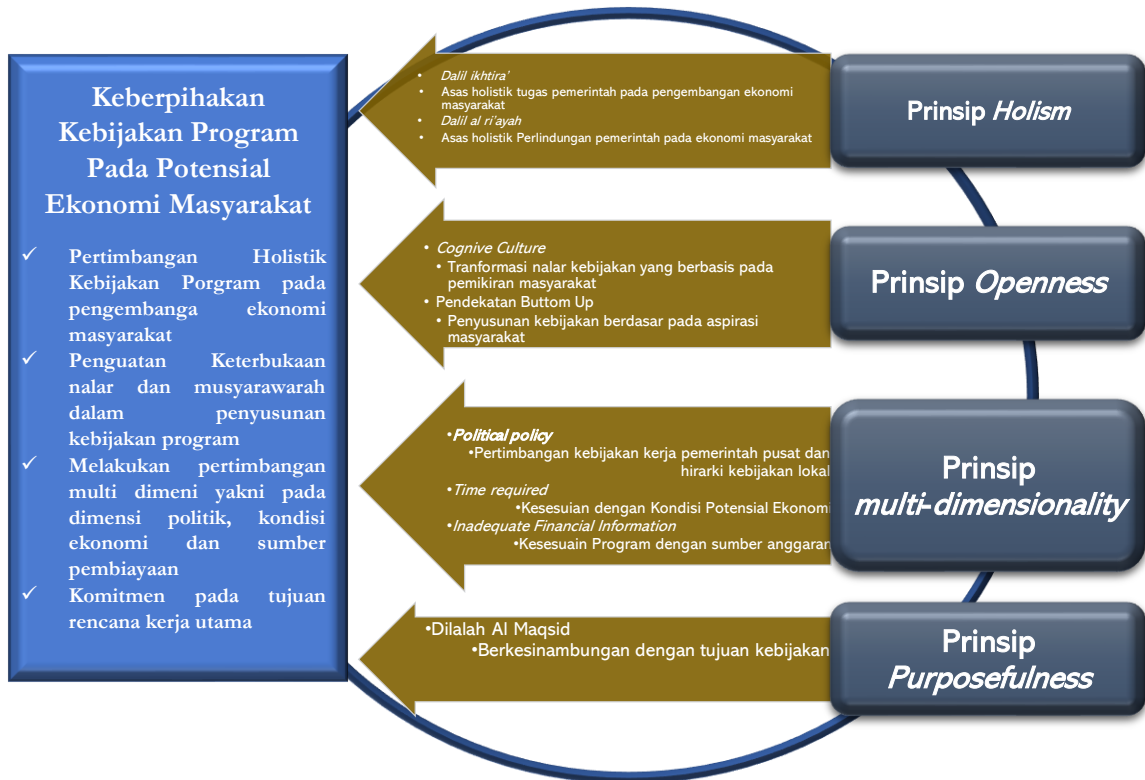 Keberpihakan
Kebijakan Program
Pada Potensial
Ekonomi Masyarakat
✓ Pertimbangan Holistik
Kebijakan Porgram pada
pengembanga ekonomi
masyarakat
✓ Penguatan Keterbukaan
nalar dan musyarawarah
dalam penyusunan
kebijakan program
✓ Melakukan pertimbangan
multi dimeni yakni pada
dimensi politik, kondisi
ekonomi dan sumber
pembiayaan
✓ Komitmen pada tujuan
rencana kerja utama
• Dalil ikhtira'
• Asas holistik tugas pemerintah pada pengembangan ekonomi
masyarakat
• Dalil al ri'ayah
• Asas holistik Perlindungan pemerintah pada ekonomi masyarakat
Prinsip Holism
• Cognive Culture
• Tranformasi nalar kebijakan yang berbasis pada
pemikiran masyarakat
• Pendekatan Buttom Up
• Penyusunan kebijakan berdasar pada aspirasi
masyarakat
Prinsip Openness
•Political policy
•Pertimbangan kebijakan kerja pemerintah pusat dan
hirarki kebijakan lokal
•Time required
•Kesesuian dengan Kondisi Potensial Ekonomi
•Inadequate Financial Information
•Kesesuain Program dengan sumber anggaran
Prinsip
multi-dimensionality
•Dilalah Al Maqsid
•Berkesinambungan dengan tujuan kebijakan
Prinsip
Purposefulness